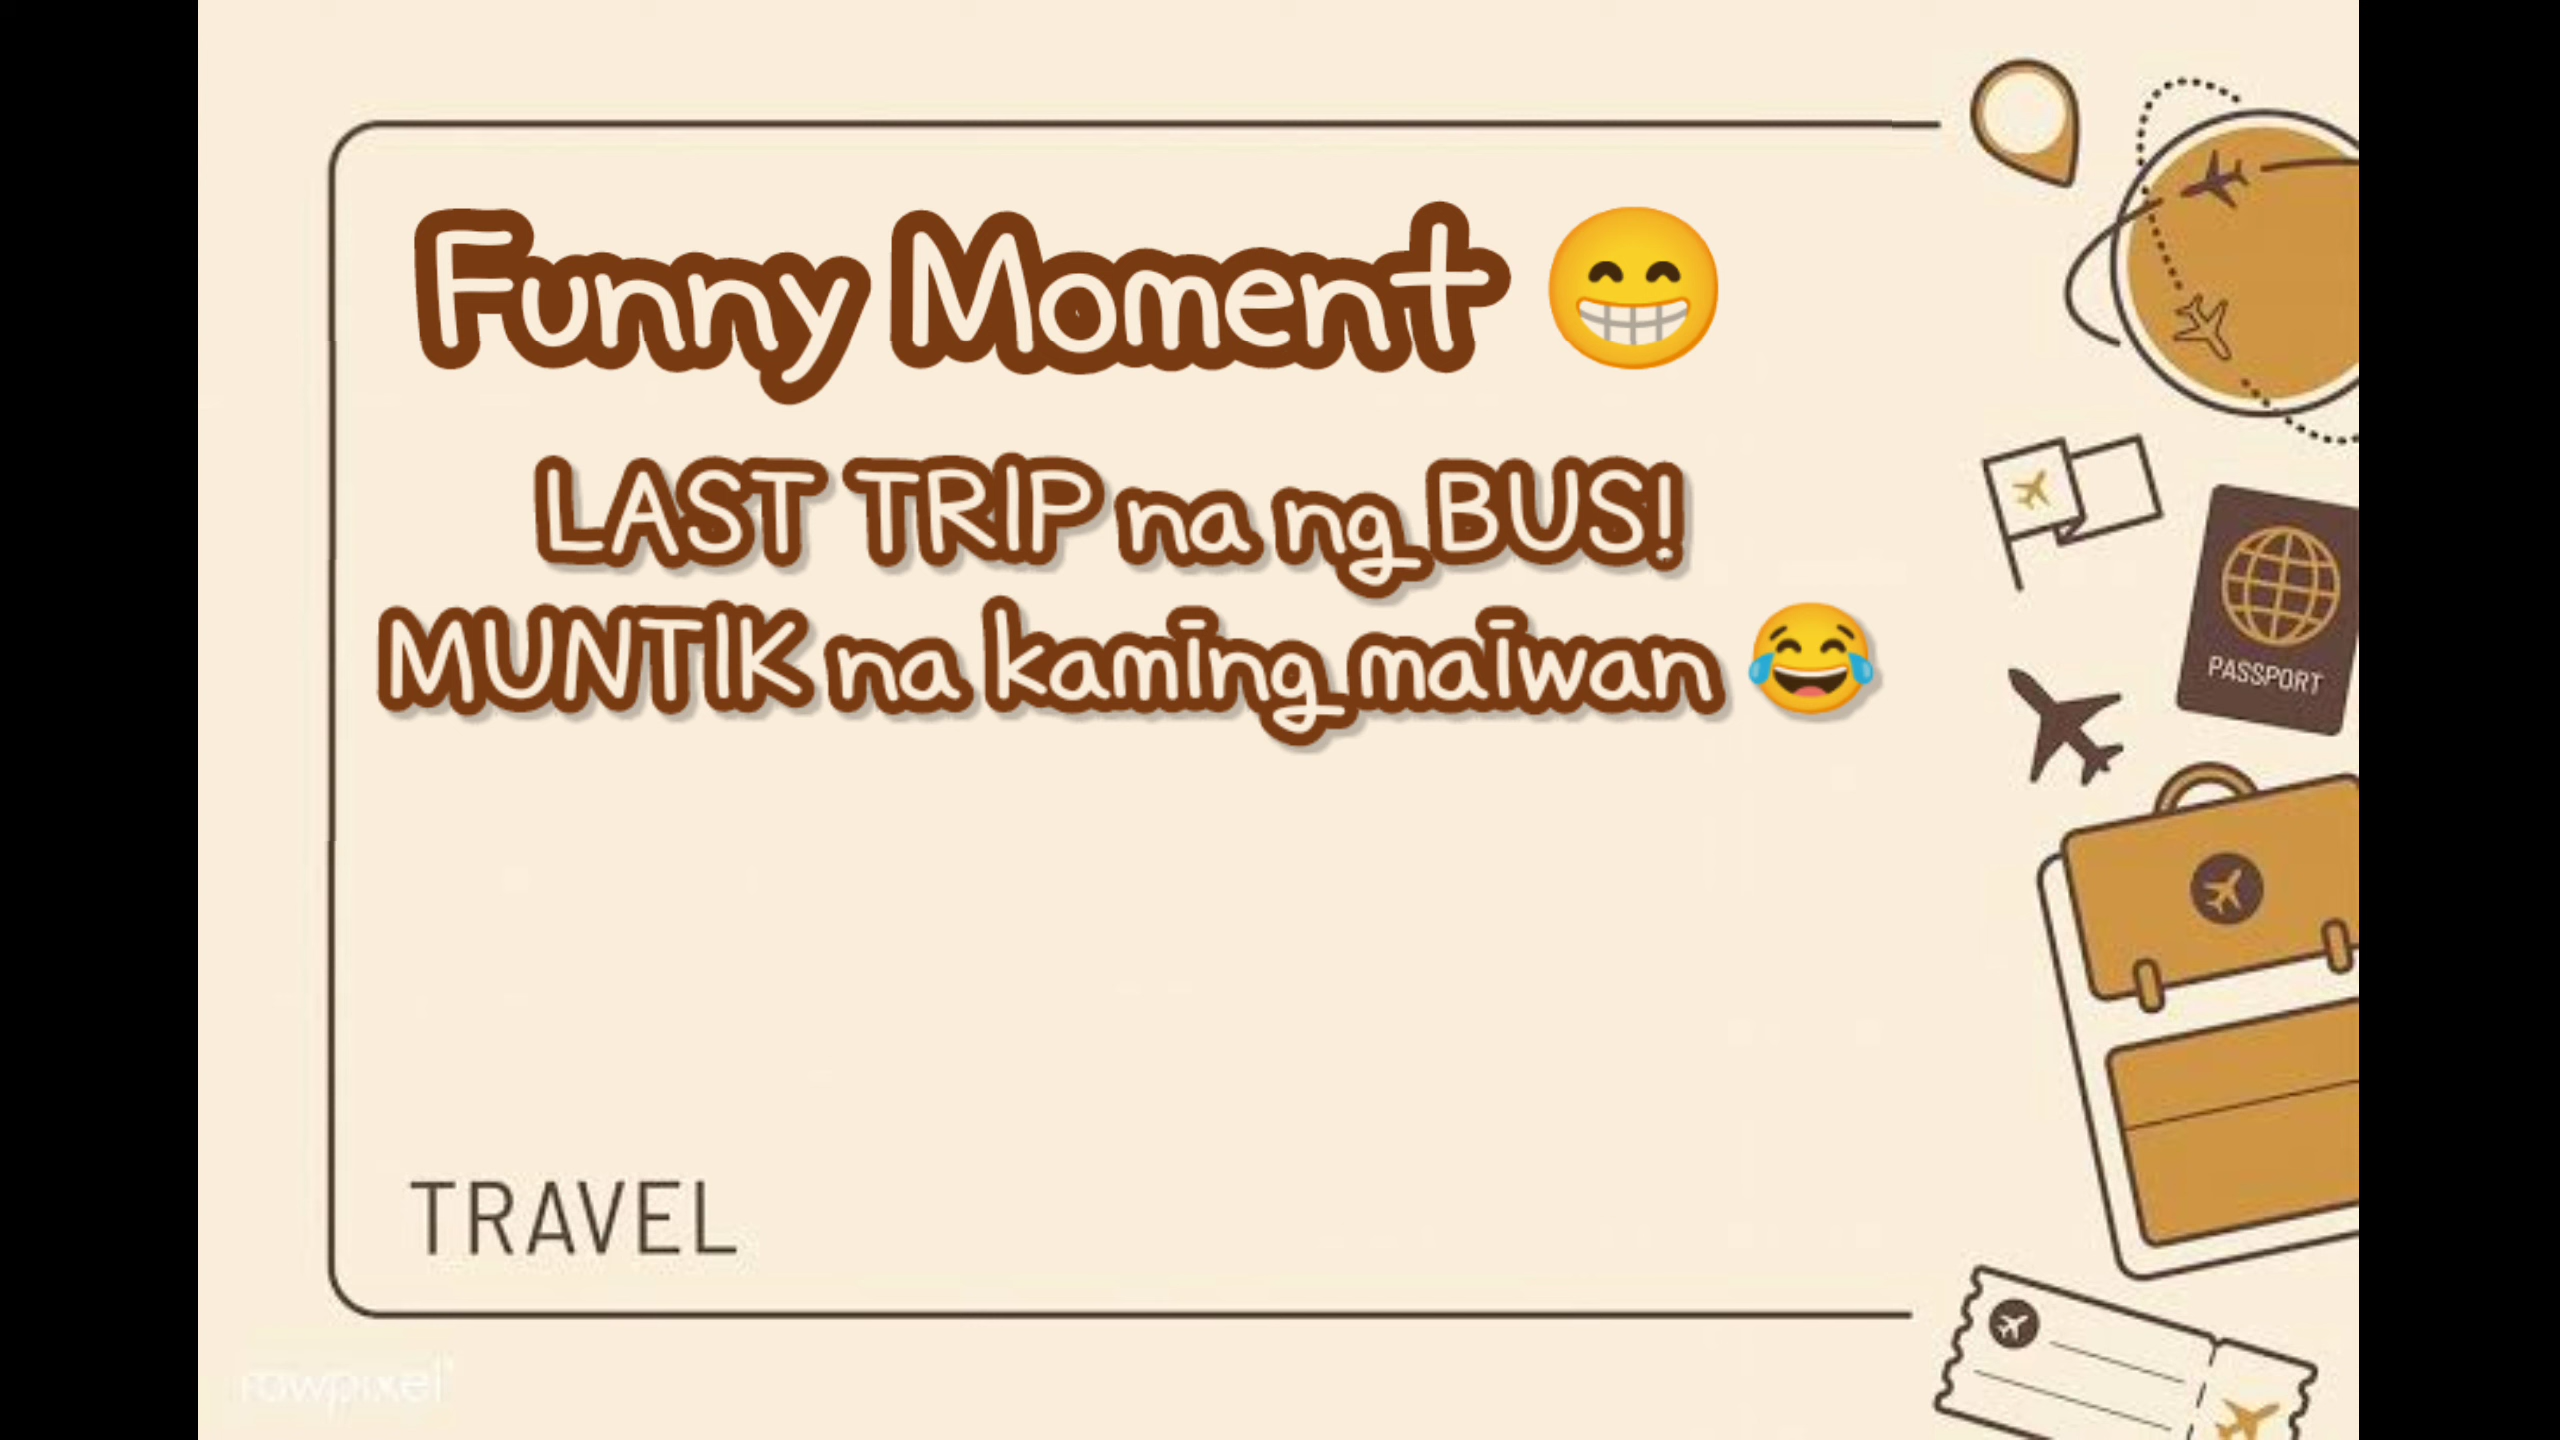 Funny Moment 😁
LAST TRIP na ng BUS!
MUNTIK na kaming maiwan 😂
PASSPORT
TRAVEL
rawpixel